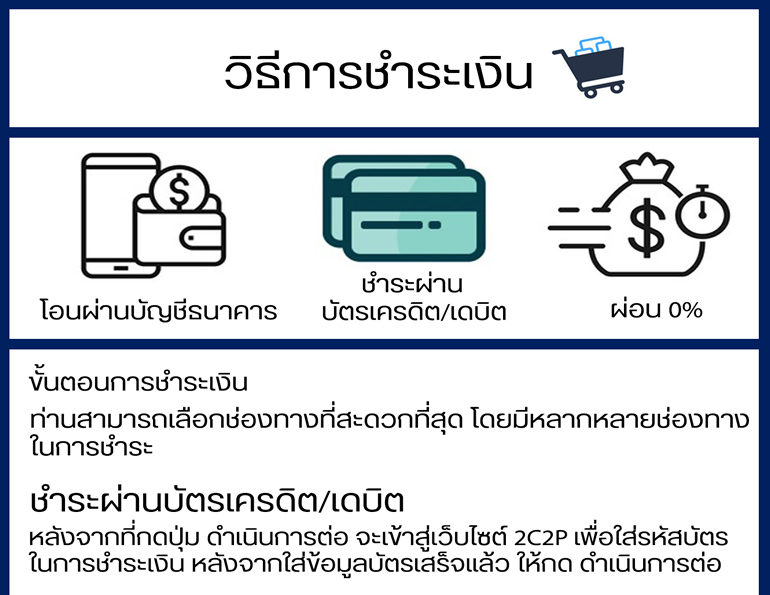 วิธีการชำระเงิน
โอนผ่านบัญชีธนาคาร
ชำระผ่าน
บัตรเครดิต/เดบิต
ผ่อน 0%
ขั้นตอนการชำระเงิน
ท่านสามารถเลือกช่องทางที่สะดวกที่สุด โดยมีหลากหลายช่องทาง
ในการชำระ
ชำระผ่านบัตรเครดิต/เดบิต
หลังจากที่กดปุ่ม ดำเนินการต่อ จะเข้าสู่เว็บไซต์ 2C2P เพื่อใส่รหัสบัตร
ในการชำระเงิน หลังจากใส่ข้อมูลบัตรเสร็จแล้ว ให้กด ดำเนินการต่อ